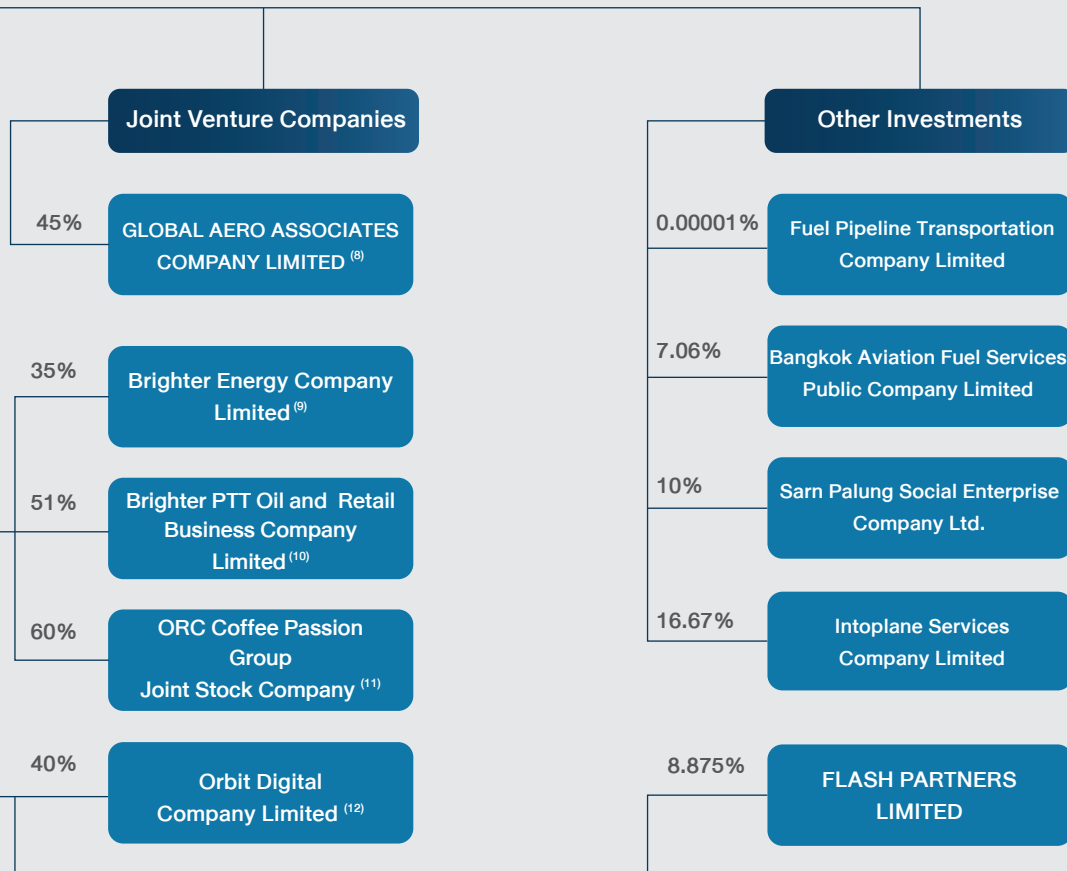 Joint Venture Companies
45%
GLOBAL AERO ASSOCIATES
COMPANY LIMITED (8)
35%
Brighter Energy Company
Limited (9)
51%
Brighter PTT Oil and Retail
Business Company
Limited (10)
60%
ORC Coffee Passion
Group
Joint Stock Company (11)
40%
Orbit Digital
Company Limited (12)
Other Investments
0.00001%
Fuel Pipeline Transportation
Company Limited
7.06%
Bangkok Aviation Fuel Services
Public Company Limited
10%
Sarn Palung Social Enterprise
Company Ltd.
16.67%
Intoplane Services
Company Limited
8.875%
FLASH PARTNERS
LIMITED